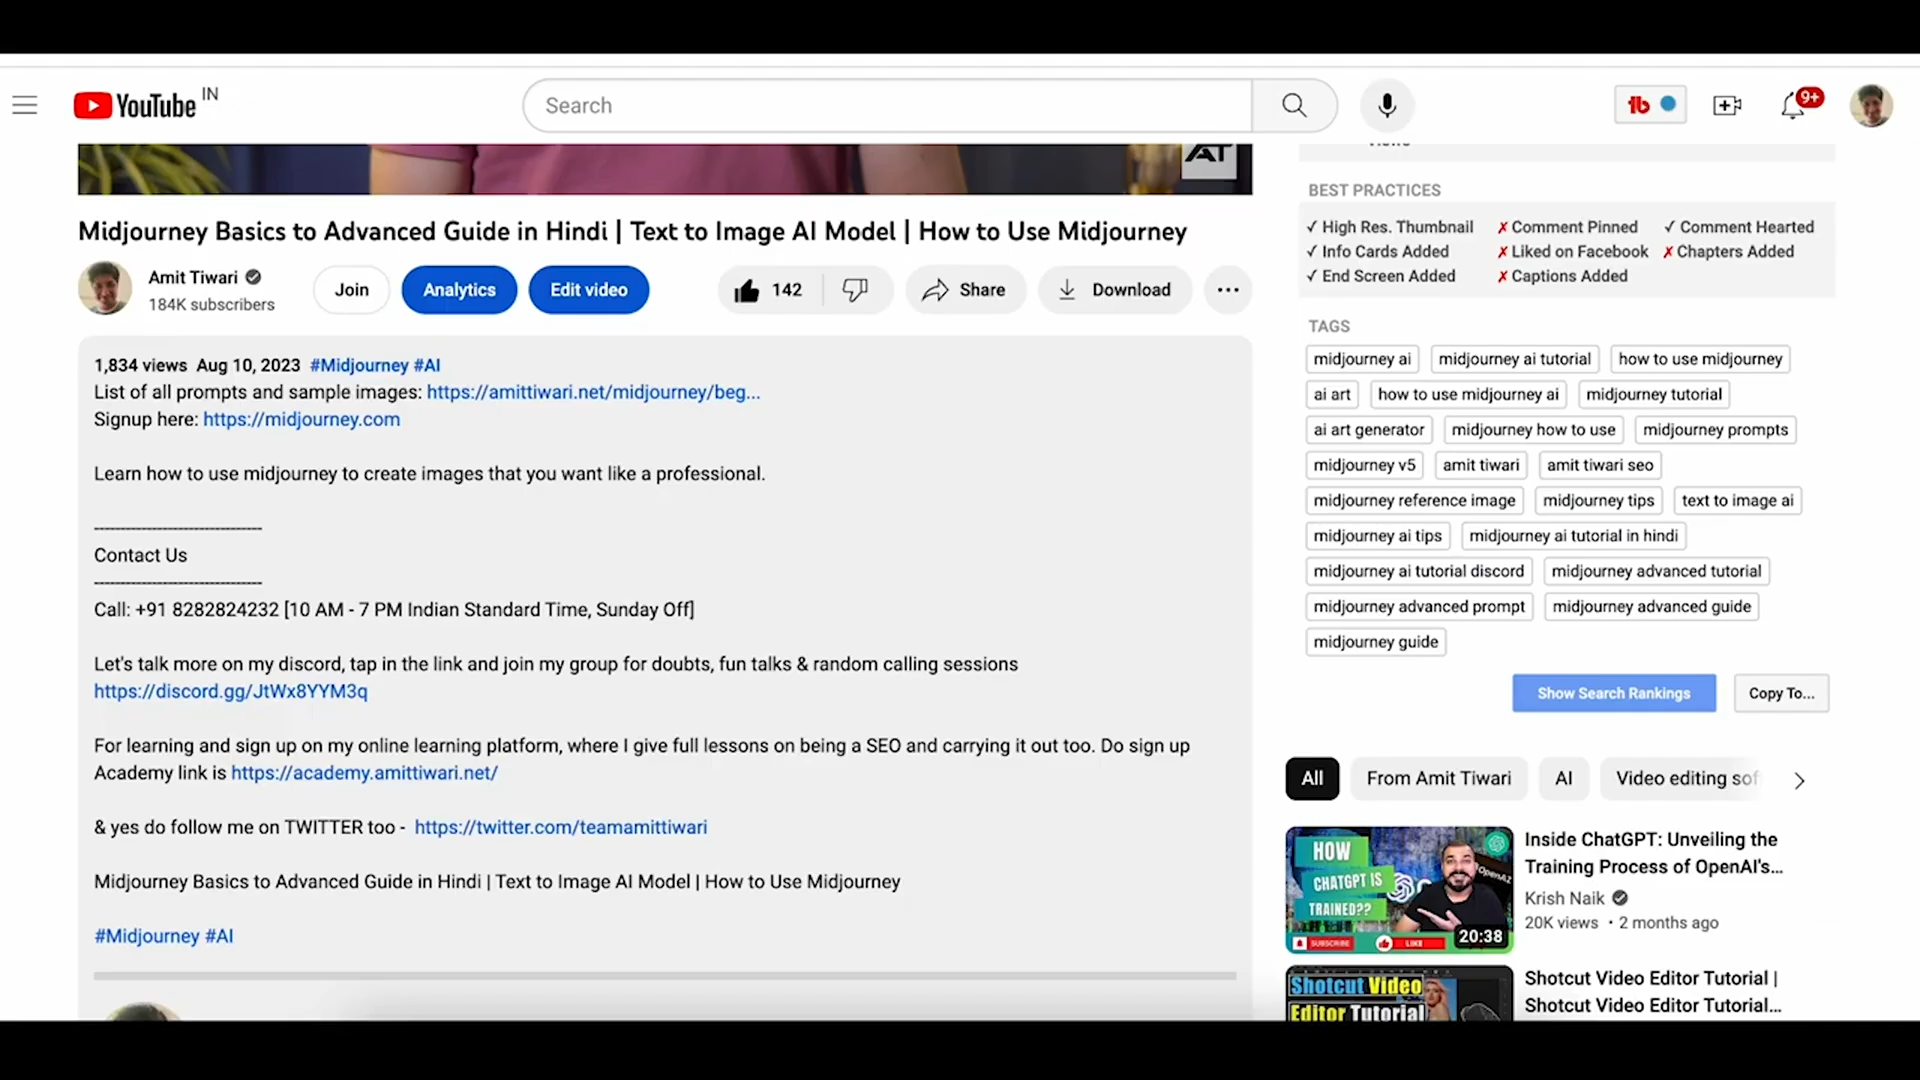 YouTube IN
Search
9+
AT
BEST PRACTICES
✓ High Res. Thumbnail ✗ Comment Pinned ✓ Comment Hearted
✓ Info Cards Added ✗ Liked on Facebook ✗ Chapters Added
✓ End Screen Added ✗ Captions Added
Midjourney Basics to Advanced Guide in Hindi | Text to Image AI Model | How to Use Midjourney
Amit Tiwari
184K subscribers
Join
Analytics
Edit video
142
Share
Download
1,834 views Aug 10, 2023 #Midjourney #AI
List of all prompts and sample images: https://amittiwari.net/midjourney/beg...
Signup here: https://midjourney.com
Learn how to use midjourney to create images that you want like a professional.
Contact Us
Call: +91 8282824232 [10 AM - 7 PM Indian Standard Time, Sunday Off]
Let's talk more on my discord, tap in the link and join my group for doubts, fun talks & random calling sessions
https://discord.gg/JtWx8YYM3q
For learning and sign up on my online learning platform, where I give full lessons on being a SEO and carrying it out too. Do sign up
Academy link is https://academy.amittiwari.net/
& yes do follow me on TWITTER too - https://twitter.com/teamamittiwari
Midjourney Basics to Advanced Guide in Hindi | Text to Image AI Model | How to Use Midjourney
#Midjourney #AI
TAGS
midjourney ai midjourney ai tutorial how to use midjourney
ai art how to use midjourney ai midjourney tutorial
ai art generator midjourney how to use midjourney prompts
midjourney v5 amit tiwari amit tiwari seo
midjourney reference image midjourney tips text to image ai
midjourney ai tips midjourney ai tutorial in hindi
midjourney ai tutorial discord midjourney advanced tutorial
midjourney advanced prompt midjourney advanced guide
midjourney guide
Show Search Rankings Copy To...
All From Amit Tiwari AI Video editing sof
HOW
CHATGPT IS
TRAINED??
OpenAI
SUBSCRIBE
LIKE
20:38
Inside ChatGPT: Unveiling the
Training Process of OpenAI's...
Krish Naik
20K views • 2 months ago
Shotcut Video
Editor Tutorial
Shotcut Video Editor Tutorial |
Shotcut Video Editor Tutorial...